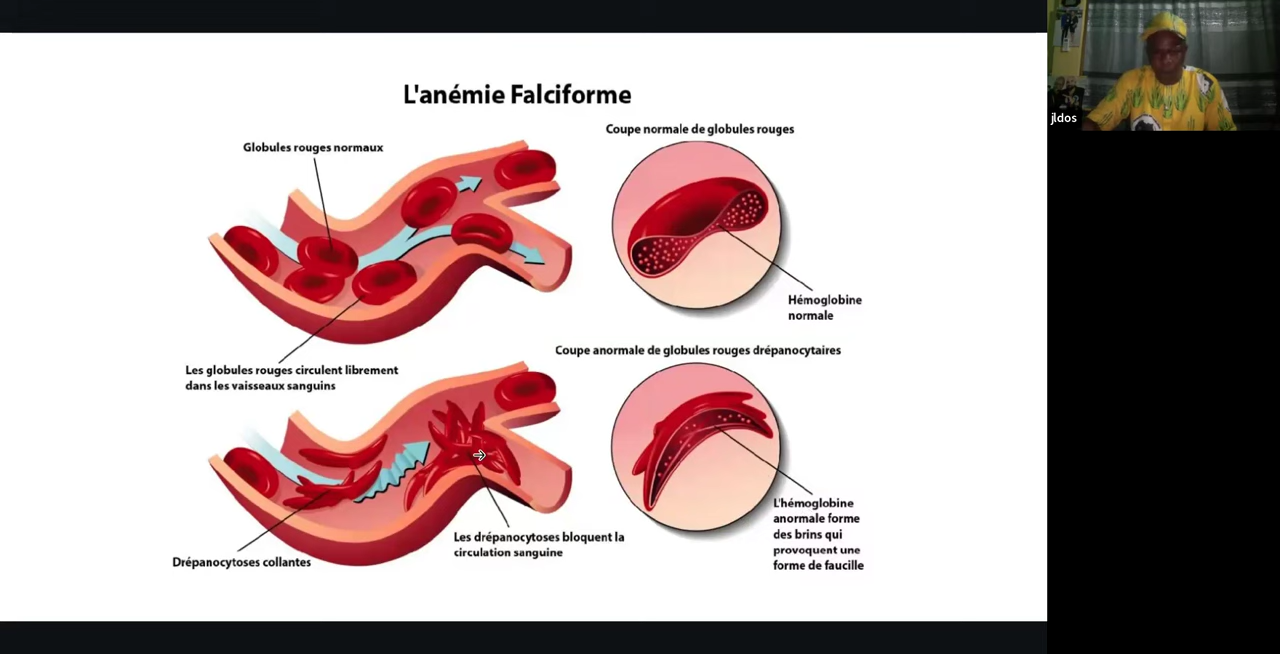 L'anémie Falciforme
Globules rouges normaux
Coupe normale de globules rouges
Hémoglobine
normale
Les globules rouges circulent librement
dans les vaisseaux sanguins
Coupe anormale de globules rouges drépanocytaires
L'hémoglobine
anormale forme
des brins qui
provoquent une
forme de faucille
Les drépanocytoses bloquent la
circulation sanguine
Drépanocytoses collantes
jldos